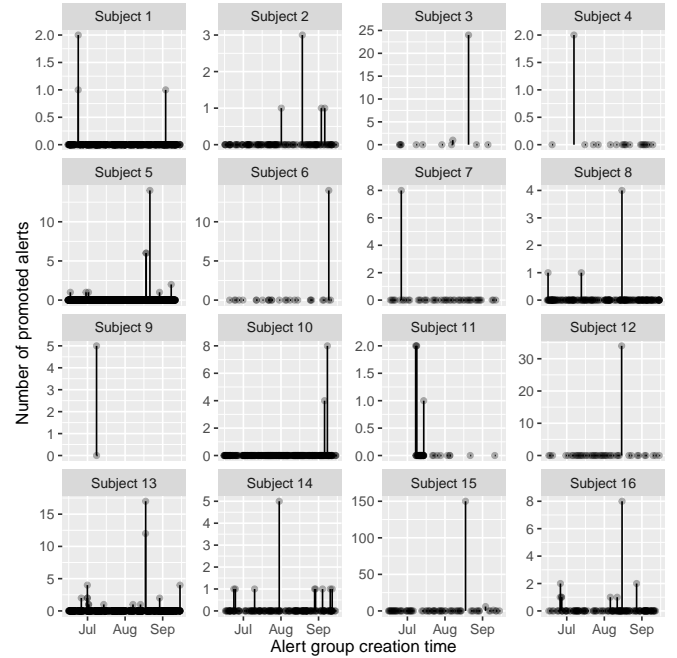 Subject 1 Subject 2 Subject 3 Subject 4
2.0 3 25 2.0
20
1.5 2 15 1.5
1.0 10 1.0
1 5
0.5 0.5
0.0 0 0 0.0
Subject 5 Subject 6 Subject 7 Subject 8
10 10 8 4
6 3
5 5 4 2
2 1
0 0 0 0
Number of promoted alerts
Subject 9 Subject 10 Subject 11 Subject 12
5 8 2.0 30
4 6 1.5
3 20
2 4 1.0
1 2 0.5 10
0 0 0.0 0
Subject 13 Subject 14 Subject 15 Subject 16
15 5 150 8
4 6
10 3 100 4
5 2 50
1 2
0 0 0 0
Jul Aug Sep Jul Aug Sep Jul Aug Sep Jul Aug Sep
Alert group creation time